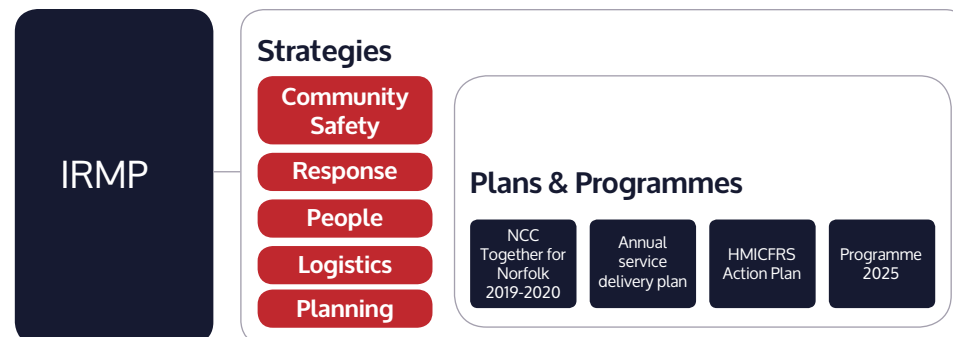 IRMP
Strategies
Community
Safety
Response
People
Logistics
Planning
Plans & Programmes
NCC
Together for
Norfolk
2019-2020
Annual
service
delivery plan
HMICFRS
Action Plan
Programme
2025